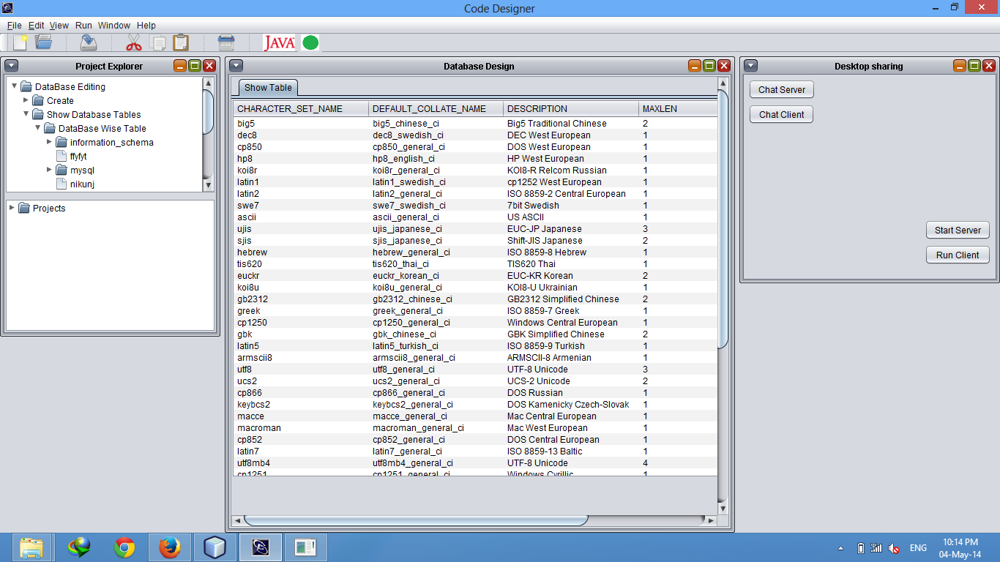 Code Designer
File Edit View Run Window Help
JAVA
Project Explorer
DataBase Editing
Create
Show Database Tables
DataBase Wise Table
information_schema
ffyfyt
mysql
nikunj
Projects
Database Design
Show Table
CHARACTER_SET_NAME DEFAULT_COLLATE_NAME DESCRIPTION MAXLEN
big5 big5_chinese_ci Big5 Traditional Chinese 2
dec8 dec8_swedish_ci DEC West European 1
cp850 cp850_general_ci DOS West European 1
hp8 hp8_english_ci HP West European 1
koi8r koi8r_general_ci KOI8-R Relcom Russian 1
latin1 latin1_swedish_ci cp1252 West European 1
latin2 latin2_general_ci ISO 8859-2 Central European 1
swe7 swe7_swedish_ci 7bit Swedish 1
ascii ascii_general_ci US ASCII 1
ujis ujis_japanese_ci EUC-JP Japanese 3
sjis sjis_japanese_ci Shift-JIS Japanese 2
hebrew hebrew_general_ci ISO 8859-8 Hebrew 1
tis620 tis620_thai_ci TIS620 Thai 1
euckr euckr_korean_ci EUC-KR Korean 2
koi8u koi8u_general_ci KOI8-U Ukrainian 1
gb2312 gb2312_chinese_ci GB2312 Simplified Chinese 2
greek greek_general_ci ISO 8859-7 Greek 1
cp1250 cp1250_general_ci Windows Central European 1
gbk gbk_chinese_ci GBK Simplified Chinese 2
latin5 latin5_turkish_ci ISO 8859-9 Turkish 1
armscii8 armscii8_general_ci ARMSCII-8 Armenian 1
utf8 utf8_general_ci UTF-8 Unicode 3
ucs2 ucs2_general_ci UCS-2 Unicode 2
cp866 cp866_general_ci DOS Russian 1
keybcs2 keybcs2_general_ci DOS Kamenicky Czech-Slovak 1
macce macce_general_ci Mac Central European 1
macroman macroman_general_ci Mac West European 1
cp852 cp852_general_ci DOS Central European 1
latin7 latin7_general_ci ISO 8859-13 Baltic 1
utf8mb4 utf8mb4_general_ci UTF-8 Unicode 4
cp1251 cp1251_general_ci Windows Cyrillic 1
Desktop sharing
Chat Server
Chat Client
Start Server
Run Client
ENG
10:14 PM
04-May-14